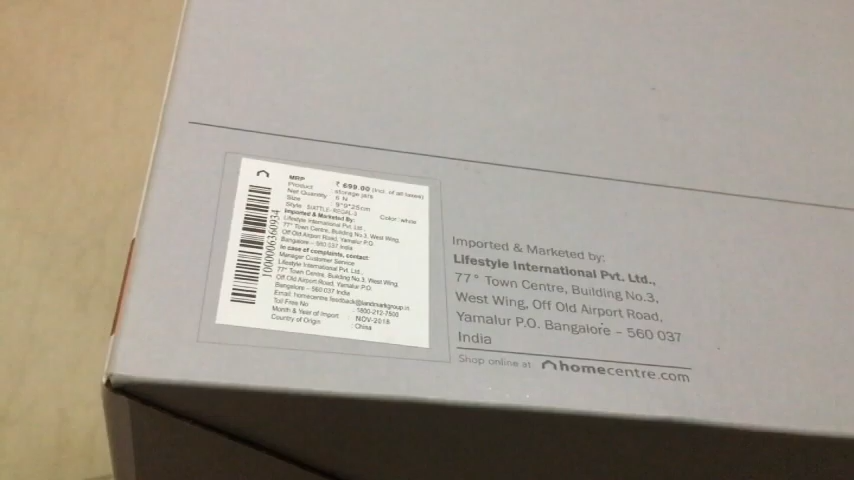 MRP ₹ 699.00 (Incl. of all taxes)
Product storage jars
Net Quantity 6 N
Size 9*9*25cm
Style : SIATTLE- REGAL-3 Color : white
Imported & Marketed By:
Lifestyle International Pvt. Ltd.,
77° Town Centre, Building No.3, West Wing,
Off Old Airport Road, Yamalur P.O.
Bangalore – 560 037 India
In case of complaints, contact:
Manager Customer Service
Lifestyle International Pvt. Ltd.,
77° Town Centre, Building No.3, West Wing,
Off Old Airport Road, Yamalur P.O.
Bangalore – 560 037 India
Email: homecentre.feedback@landmarkgroup.in
Toll Free No : 1800-212-7500
Month & Year of Import : NOV-2018
Country of Origin : China
1000006360934
Imported & Marketed by:
Lifestyle International Pvt. Ltd.,
77° Town Centre, Building No.3,
West Wing, Off Old Airport Road,
Yamalur P.O. Bangalore – 560 037
India
Shop online at homecentre.com